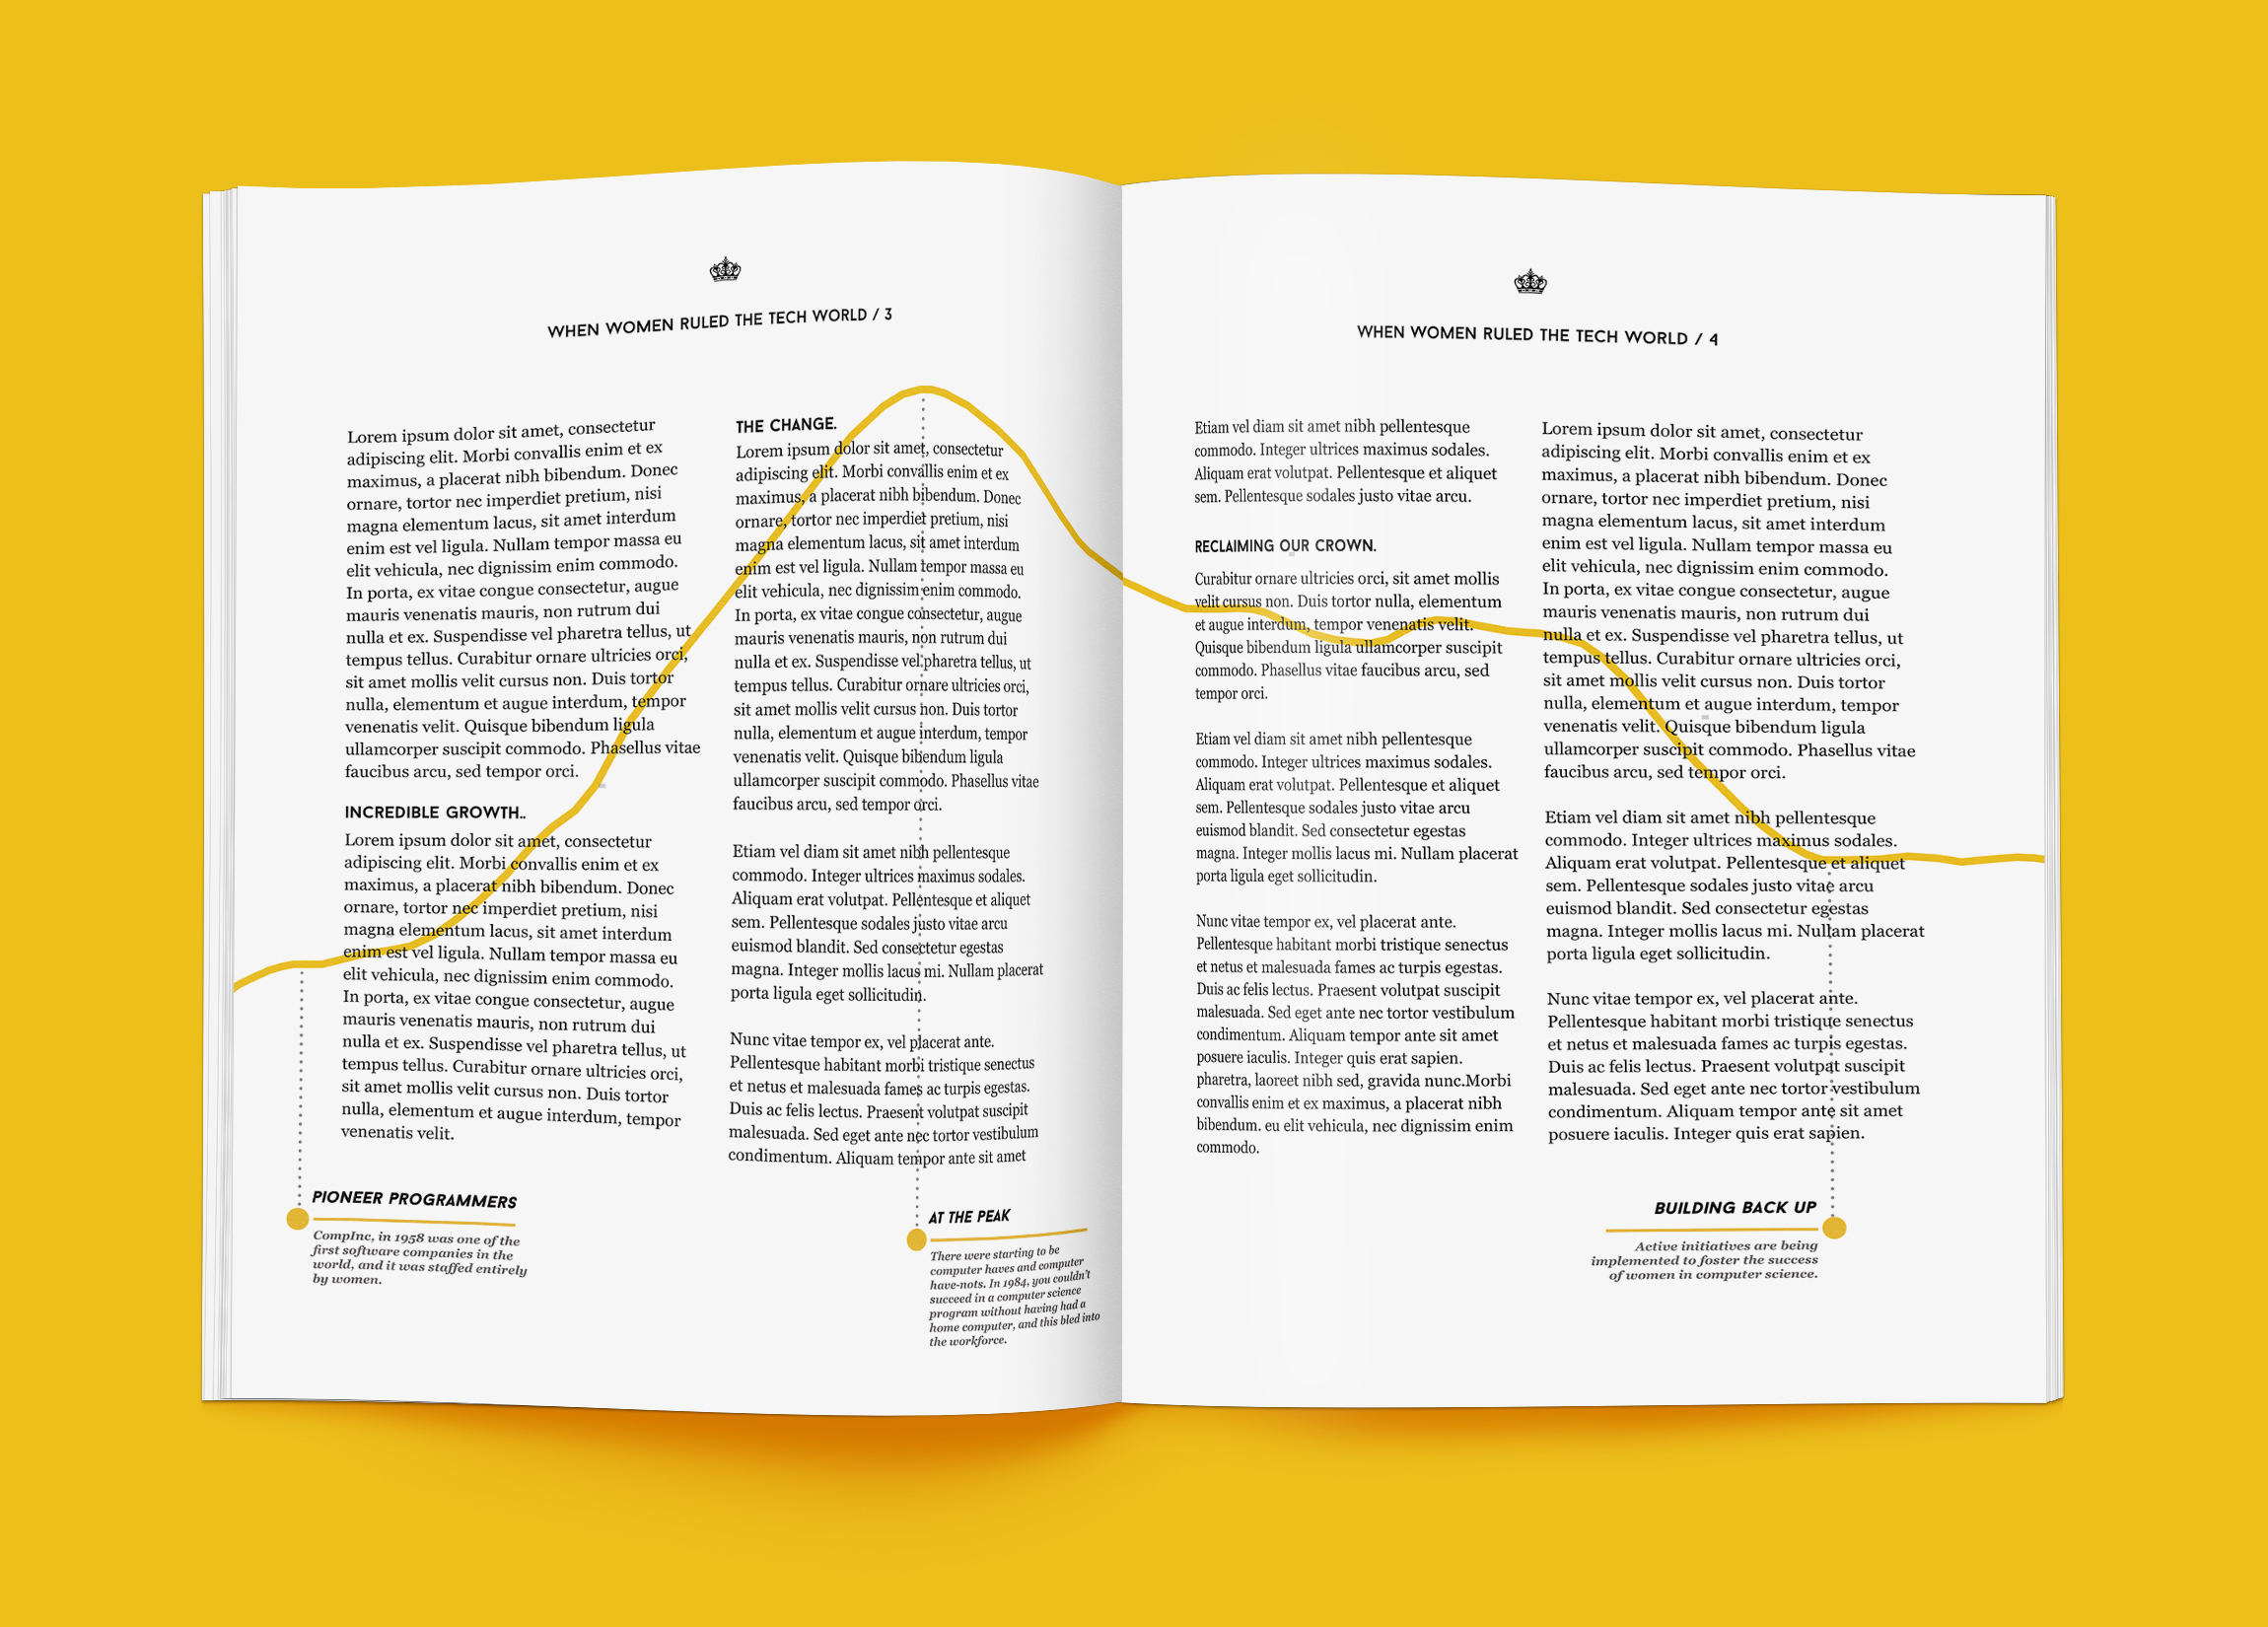 WHEN WOMEN RULED THE TECH WORLD / 3
Lorem ipsum dolor sit amet, consectetur
adipiscing elit. Morbi convallis enim et ex
maximus, a placerat nibh bibendum. Donec
ornare, tortor nec imperdiet pretium, nisi
magna elementum lacus, sit amet interdum
enim est vel ligula. Nullam tempor massa eu
elit vehicula, nec dignissim enim commodo.
In porta, ex vitae congue consectetur, augue
mauris venenatis mauris, non rutrum dui
nulla et ex. Suspendisse vel pharetra tellus, ut
tempus tellus. Curabitur ornare ultricies orci,
sit amet mollis velit cursus non. Duis tortor
nulla, elementum et augue interdum, tempor
venenatis velit. Quisque bibendum ligula
ullamcorper suscipit commodo. Phasellus vitae
faucibus arcu, sed tempor orci.
INCREDIBLE GROWTH..
Lorem ipsum dolor sit amet, consectetur
adipiscing elit. Morbi convallis enim et ex
maximus, a placerat nibh bibendum. Donec
ornare, tortor nec imperdiet pretium, nisi
magna elementum lacus, sit amet interdum
enim est vel ligula. Nullam tempor massa eu
elit vehicula, nec dignissim enim commodo.
In porta, ex vitae congue consectetur, augue
mauris venenatis mauris, non rutrum dui
nulla et ex. Suspendisse vel pharetra tellus, ut
tempus tellus. Curabitur ornare ultricies orci,
sit amet mollis velit cursus non. Duis tortor
nulla, elementum et augue interdum, tempor
venenatis velit.
PIONEER PROGRAMMERS
CompInc, in 1958 was one of the
first software companies in the
world, and it was staffed entirely
by women.
THE CHANGE.
Lorem ipsum dolor sit amet, consectetur
adipiscing elit. Morbi convallis enim et ex
maximus, a placerat nibh bibendum. Donec
ornare, tortor nec imperdiet pretium, nisi
magna elementum lacus, sit amet interdum
enim est vel ligula. Nullam tempor massa eu
elit vehicula, nec dignissim enim commodo.
In porta, ex vitae congue consectetur, augue
mauris venenatis mauris, non rutrum dui
nulla et ex. Suspendisse vel pharetra tellus, ut
tempus tellus. Curabitur ornare ultricies orci,
sit amet mollis velit cursus non. Duis tortor
nulla, elementum et augue interdum, tempor
venenatis velit. Quisque bibendum ligula
ullamcorper suscipit commodo. Phasellus vitae
faucibus arcu, sed tempor orci.
Etiam vel diam sit amet nibh pellentesque
commodo. Integer ultrices maximus sodales.
Aliquam erat volutpat. Pellentesque et aliquet
sem. Pellentesque sodales justo vitae arcu
euismod blandit. Sed consectetur egestas
magna. Integer mollis lacus mi. Nullam placerat
porta ligula eget sollicitudin.
Nunc vitae tempor ex, vel placerat ante.
Pellentesque habitant morbi tristique senectus
et netus et malesuada fames ac turpis egestas.
Duis ac felis lectus. Praesent volutpat suscipit
malesuada. Sed eget ante nec tortor vestibulum
condimentum. Aliquam tempor ante sit amet
AT THE PEAK
There were starting to be
computer haves and computer
have-nots. In 1984, you couldn't
succeed in a computer science
program without having had a
home computer, and this bled into
the workforce.
WHEN WOMEN RULED THE TECH WORLD / 4
Etiam vel diam sit amet nibh pellentesque
commodo. Integer ultrices maximus sodales.
Aliquam erat volutpat. Pellentesque et aliquet
sem. Pellentesque sodales justo vitae arcu.
RECLAIMING OUR CROWN.
Curabitur ornare ultricies orci, sit amet mollis
velit cursus non. Duis tortor nulla, elementum
et augue interdum, tempor venenatis velit.
Quisque bibendum ligula ullamcorper suscipit
commodo. Phasellus vitae faucibus arcu, sed
tempor orci.
Etiam vel diam sit amet nibh pellentesque
commodo. Integer ultrices maximus sodales.
Aliquam erat volutpat. Pellentesque et aliquet
sem. Pellentesque sodales justo vitae arcu
euismod blandit. Sed consectetur egestas
magna. Integer mollis lacus mi. Nullam placerat
porta ligula eget sollicitudin.
Nunc vitae tempor ex, vel placerat ante.
Pellentesque habitant morbi tristique senectus
et netus et malesuada fames ac turpis egestas.
Duis ac felis lectus. Praesent volutpat suscipit
malesuada. Sed eget ante nec tortor vestibulum
condimentum. Aliquam tempor ante sit amet
posuere iaculis. Integer quis erat sapien.
pharetra, laoreet nibh sed, gravida nunc.Morbi
convallis enim et ex maximus, a placerat nibh
bibendum. eu elit vehicula, nec dignissim enim
commodo.
Lorem ipsum dolor sit amet, consectetur
adipiscing elit. Morbi convallis enim et ex
maximus, a placerat nibh bibendum. Donec
ornare, tortor nec imperdiet pretium, nisi
magna elementum lacus, sit amet interdum
enim est vel ligula. Nullam tempor massa eu
elit vehicula, nec dignissim enim commodo.
In porta, ex vitae congue consectetur, augue
mauris venenatis mauris, non rutrum dui
nulla et ex. Suspendisse vel pharetra tellus, ut
tempus tellus. Curabitur ornare ultricies orci,
sit amet mollis velit cursus non. Duis tortor
nulla, elementum et augue interdum, tempor
venenatis velit. Quisque bibendum ligula
ullamcorper suscipit commodo. Phasellus vitae
faucibus arcu, sed tempor orci.
Etiam vel diam sit amet nibh pellentesque
commodo. Integer ultrices maximus sodales.
Aliquam erat volutpat. Pellentesque et aliquet
sem. Pellentesque sodales justo vitae arcu
euismod blandit. Sed consectetur egestas
magna. Integer mollis lacus mi. Nullam placerat
porta ligula eget sollicitudin.
Nunc vitae tempor ex, vel placerat ante.
Pellentesque habitant morbi tristique senectus
et netus et malesuada fames ac turpis egestas.
Duis ac felis lectus. Praesent volutpat suscipit
malesuada. Sed eget ante nec tortor vestibulum
condimentum. Aliquam tempor ante sit amet
posuere iaculis. Integer quis erat sapien.
BUILDING BACK UP
Active initiatives are being
implemented to foster the success
of women in computer science.